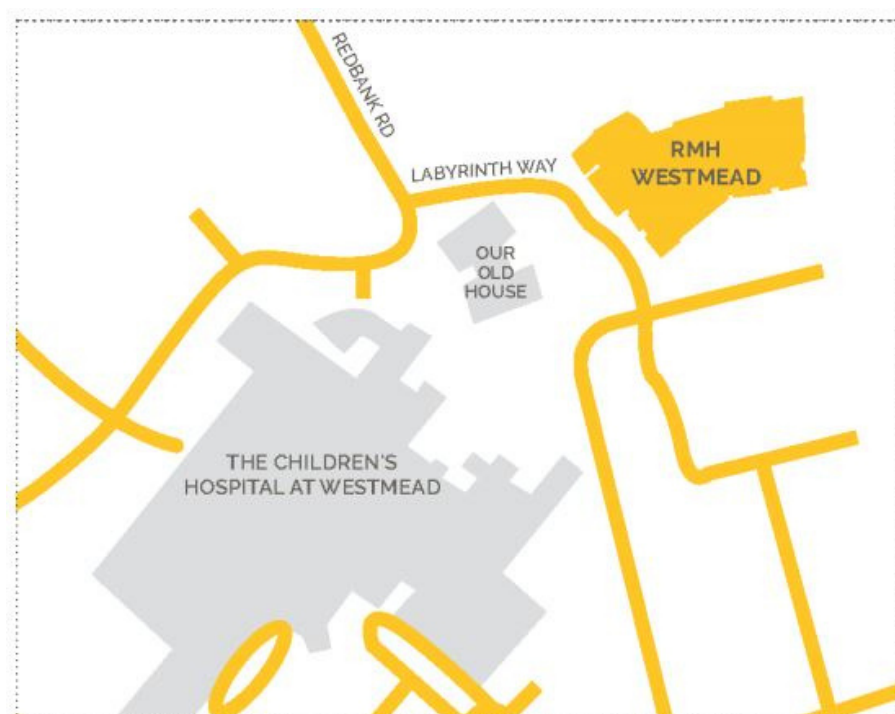 REDBANK RD
LABYRINTH WAY
RMH
WESTMEAD
OUR
OLD
HOUSE
THE CHILDREN'S
HOSPITAL AT WESTMEAD